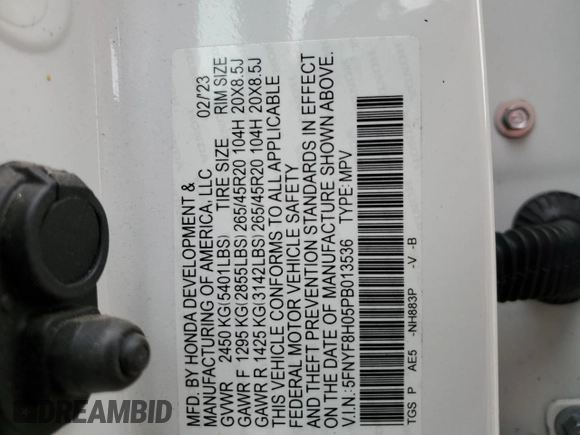 MFD. BY HONDA DEVELOPMENT &
MANUFACTURING OF AMERICA, LLC 02/'23
GVWR 2450 KG(5401LBS) TIRE SIZE RIM SIZE
GAWR F 1295 KG(2855LBS) 265/45R20 104H 20X8.5J
GAWR R 1425 KG(3142LBS) 265/45R20 104H 20X8.5J
THIS VEHICLE CONFORMS TO ALL APPLICABLE
FEDERAL MOTOR VEHICLE SAFETY
AND THEFT PREVENTION STANDARDS IN EFFECT
ON THE DATE OF MANUFACTURE SHOWN ABOVE.
V.I.N.: 5FNYF8H05PB013536 TYPE: MPV
TGS P AE5 -NH883P -V -B
DREAMBID